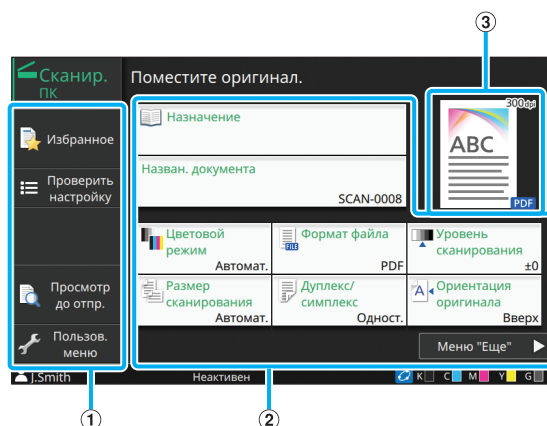 ③
Сканир.
ПК
Поместите оригинал.
300dpi
ABC
PDF
Избранное
Проверить
настройку
Просмотр
до отпр.
Пользов.
меню
Назначение
Назван. документа
SCAN-0008
Цветовой
режим
Автомат.
Формат файла
FILE
PDF
Уровень
сканирования
±0
Размер
сканирования
Автомат.
Дуплекс/
симплекс
Одност.
A
Ориентация
оригинала
Вверх
Меню "Еще"
J.Smith
Неактивен
K C M Y G
① ②